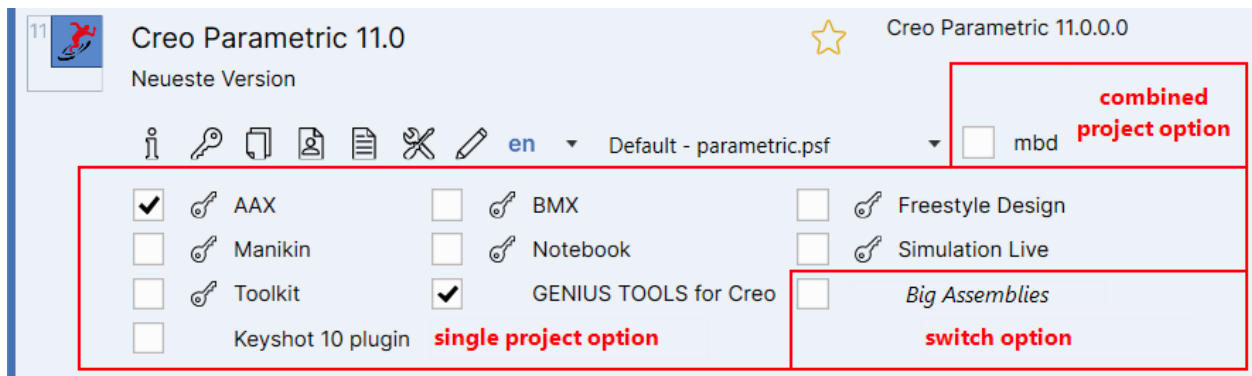 11 Creo Parametric 11.0 Creo Parametric 11.0.0.0
Neueste Version
combined
project option
en Default - parametric.psf mbd
AAX BMX Freestyle Design
Manikin Notebook Simulation Live
Toolkit GENIUS TOOLS for Creo Big Assemblies
Keyshot 10 plugin single project option switch option